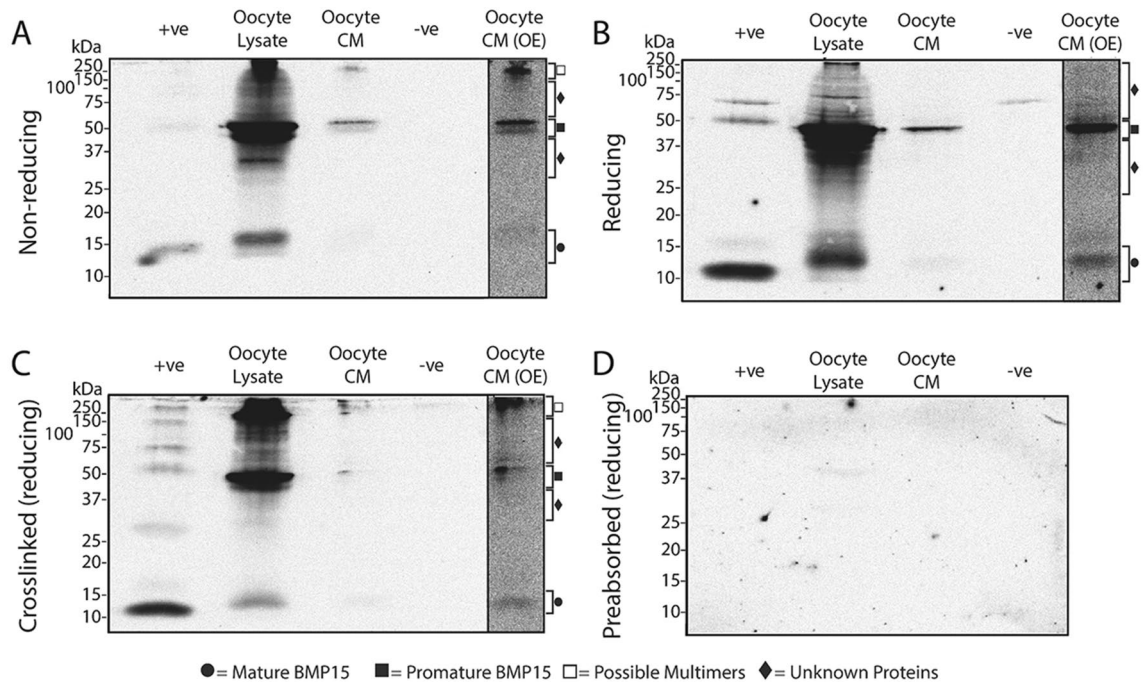 A
+ve
Oocyte
Lysate
Oocyte
CM
-ve
Oocyte
CM (OE)
kDa
250
150
100
75
50
37
25
20
15
10
Non-reducing
B
+ve
Oocyte
Lysate
Oocyte
CM
-ve
Oocyte
CM (OE)
kDa
250
150
100
75
50
37
25
20
15
10
Reducing
C
+ve
Oocyte
Lysate
Oocyte
CM
-ve
Oocyte
CM (OE)
kDa
250
150
100
75
50
37
25
20
15
10
Crosslinked (reducing)
D
+ve
Oocyte
Lysate
Oocyte
CM
-ve
kDa
250
150
100
75
50
37
25
20
15
10
Preabsorbed (reducing)
●= Mature BMP15 ■= Promature BMP15 □= Possible Multimers ♦= Unknown Proteins